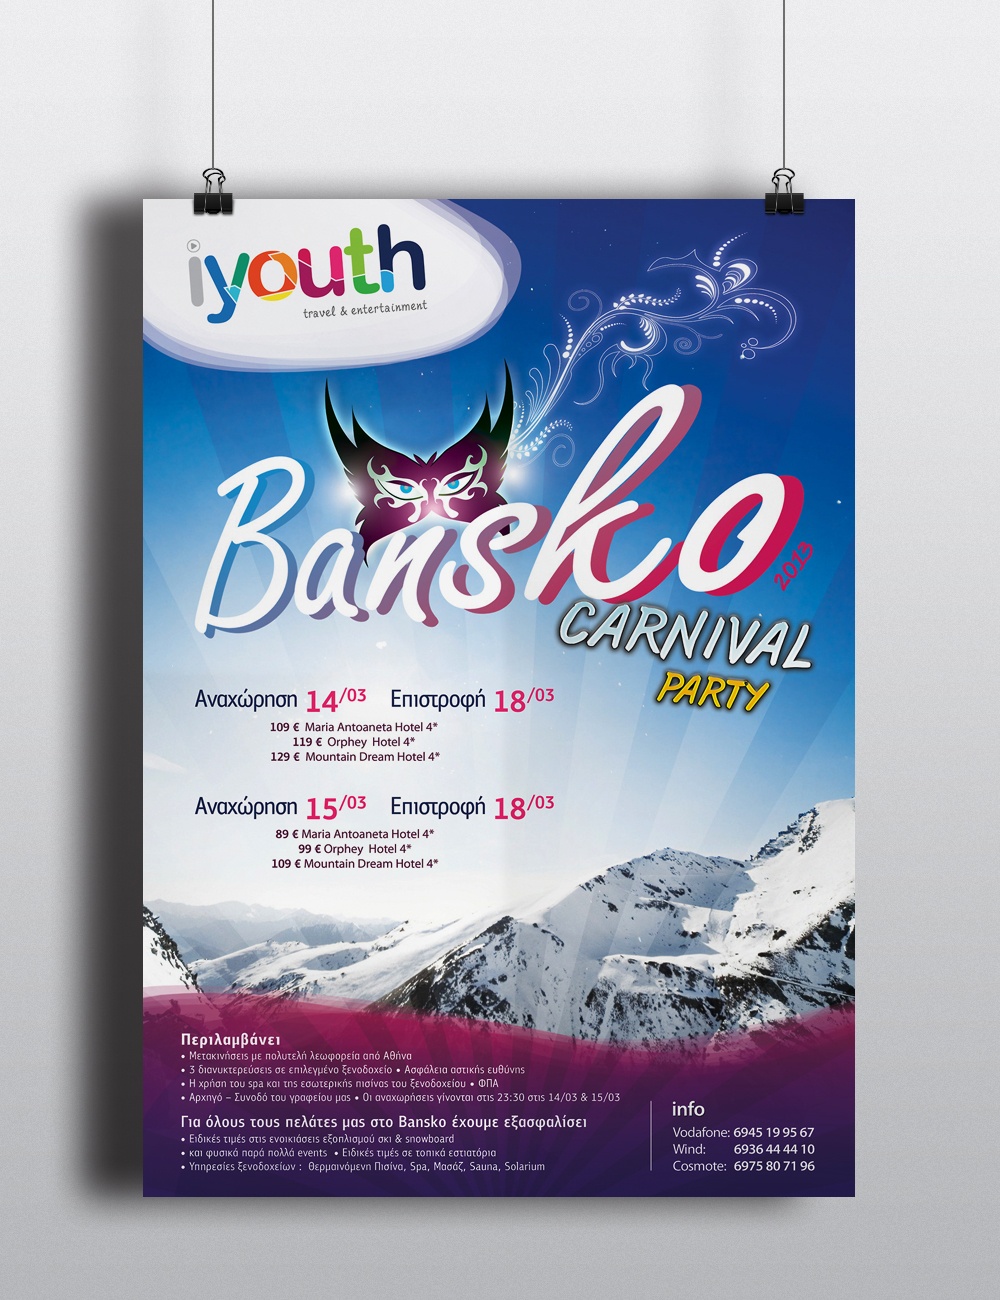 iyouth
travel & entertainment
Bansko
2013
CARNIVAL
PARTY
Αναχώρηση 14/03 Επιστροφή 18/03
109 € Maria Antoaneta Hotel 4*
119 € Orphey Hotel 4*
129 € Mountain Dream Hotel 4*
Αναχώρηση 15/03 Επιστροφή 18/03
89 € Maria Antoaneta Hotel 4*
99 € Orphey Hotel 4*
109 € Mountain Dream Hotel 4*
Περιλαμβάνει
• Μετακινήσεις με πολυτελή λεωφορεία από Αθήνα
• 3 διανυκτερεύσεις σε επιλεγμένο ξενοδοχείο • Ασφάλεια αστικής ευθύνης
• Η χρήση του spa και της εσωτερικής πισίνας του ξενοδοχείου • ΦΠΑ
• Αρχηγό – Συνοδό του γραφείου μας • Οι αναχωρήσεις γίνονται στις 23:30 στις 14/03 & 15/03
Για όλους τους πελάτες μας στο Bansko έχουμε εξασφαλίσει
• Ειδικές τιμές στις ενοικιάσεις εξοπλισμού σκι & snowboard
• και φυσικά παρά πολλά events • Ειδικές τιμές σε τοπικά εστιατόρια
• Υπηρεσίες ξενοδοχείων : Θερμαινόμενη Πισίνα, Spa, Μασάζ, Sauna, Solarium
info
Vodafone: 6945 19 95 67
Wind: 6936 44 44 10
Cosmote: 6975 80 71 96